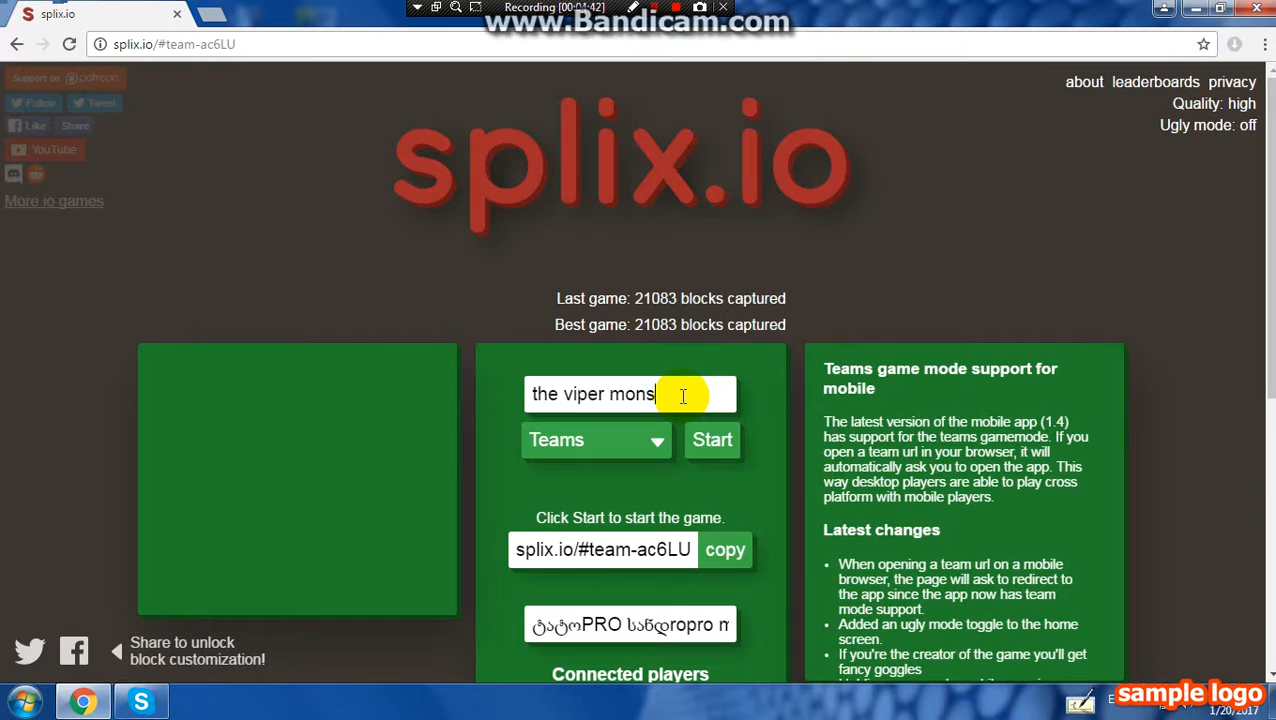 Recording [00:04:42]
www.Bandicam.com
splix.io
splix.io/#team-ac6LU
Support on patreon
Follow Tweet
Like Share
YouTube
More io games
about leaderboards privacy
Quality: high
Ugly mode: off
splix.io
Last game: 21083 blocks captured
Best game: 21083 blocks captured
the viper mons
Teams
Start
Click Start to start the game.
splix.io/#team-ac6LU
copy
ტატოPRO სანდროpro m
Connected players
Teams game mode support for
mobile
The latest version of the mobile app (1.4)
has support for the teams gamemode. If you
open a team url in your browser, it will
automatically ask you to open the app. This
way desktop players are able to play cross
platform with mobile players.
Latest changes
When opening a team url on a mobile
browser, the page will ask to redirect to
the app since the app now has team
mode support.
Added an ugly mode toggle to the home
screen.
If you're the creator of the game you'll get
fancy goggles
Share to unlock
block customization!
sample logo
1/20/2017